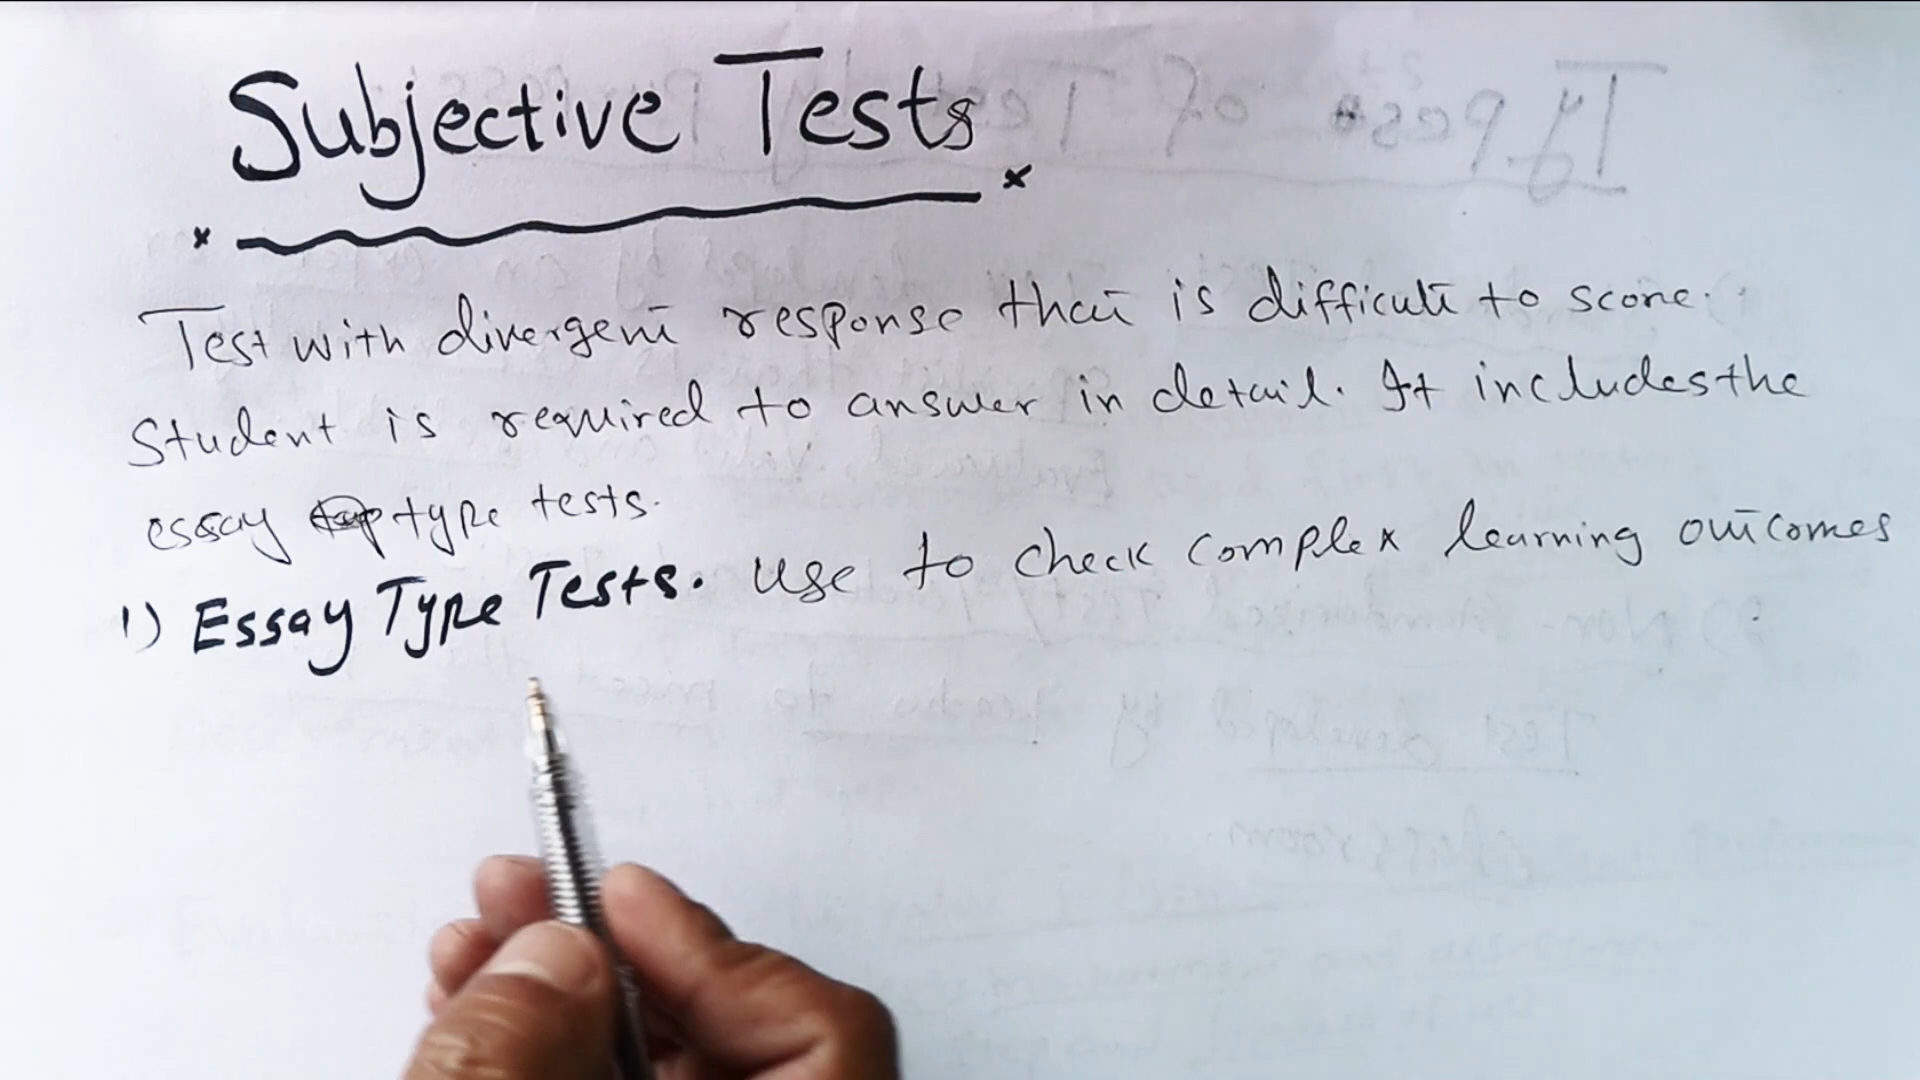 Subjective Tests
Test with divergent response that is difficult to score.
Student is required to answer in detail. It includes the
essay type tests.
1) Essay Type Tests. Use to check complex learning outcomes